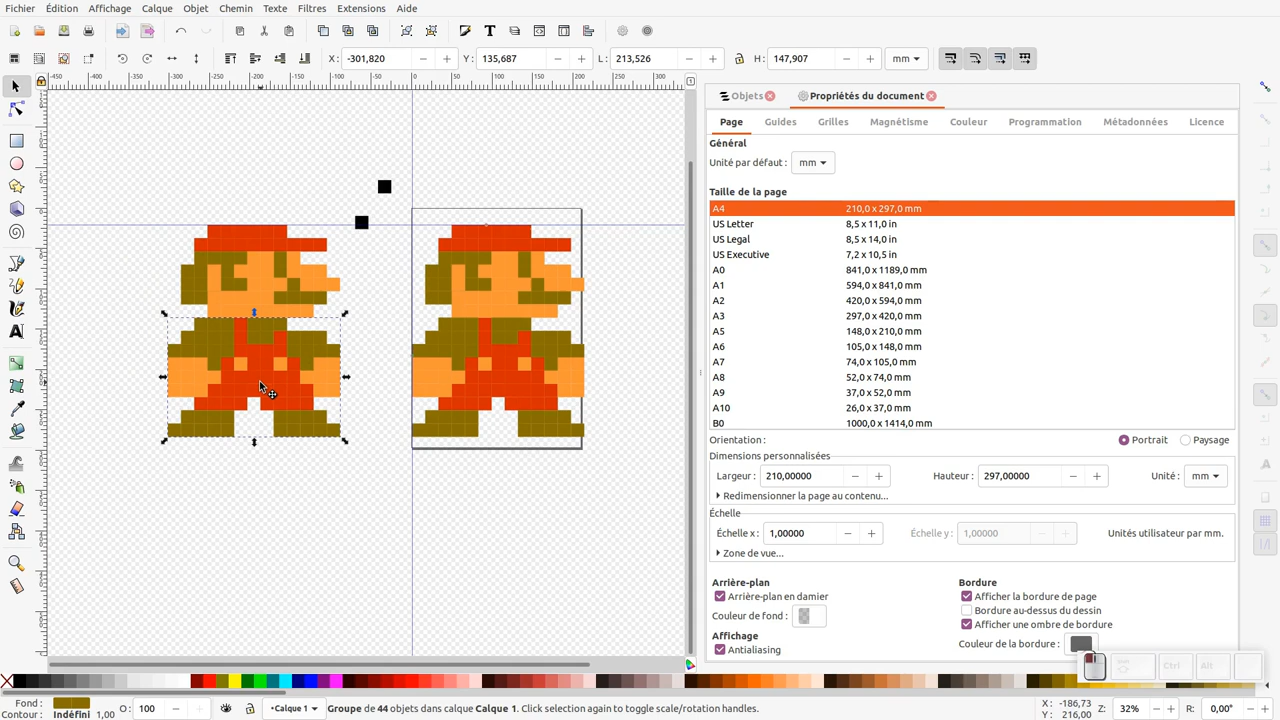 Fichier Édition Affichage Calque Objet Chemin Texte Filtres Extensions Aide
X : -301,820 Y : 135,687 L : 213,526 H : 147,907 mm
Objets Propriétés du document
Page Guides Grilles Magnétisme Couleur Programmation Métadonnées Licence
Général
Unité par défaut : mm
Taille de la page
A4 210,0 x 297,0 mm
US Letter 8,5 x 11,0 in
US Legal 8,5 x 14,0 in
US Executive 7,2 x 10,5 in
A0 841,0 x 1189,0 mm
A1 594,0 x 841,0 mm
A2 420,0 x 594,0 mm
A3 297,0 x 420,0 mm
A5 148,0 x 210,0 mm
A6 105,0 x 148,0 mm
A7 74,0 x 105,0 mm
A8 52,0 x 74,0 mm
A9 37,0 x 52,0 mm
A10 26,0 x 37,0 mm
B0 1000,0 x 1414,0 mm
Orientation : Portrait Paysage
Dimensions personnalisées
Largeur : 210,00000 Hauteur : 297,00000 Unité : mm
Redimensionner la page au contenu...
Échelle
Échelle x : 1,00000 Échelle y : 1,00000 Unités utilisateur par mm.
Zone de vue...
Arrière-plan Bordure
Arrière-plan en damier Afficher la bordure de page
Couleur de fond : Bordure au-dessus du dessin
Affichage Afficher une ombre de bordure
Antialiasing Couleur de la bordure :
Ctrl Alt
Fond : O : 100 Calque 1 Groupe de 44 objets dans calque Calque 1. Click selection again to toggle scale/rotation handles. X : -186,73 Z : 32% R : 0,00°
Contour : Indéfini 1,00 Y : 216,00